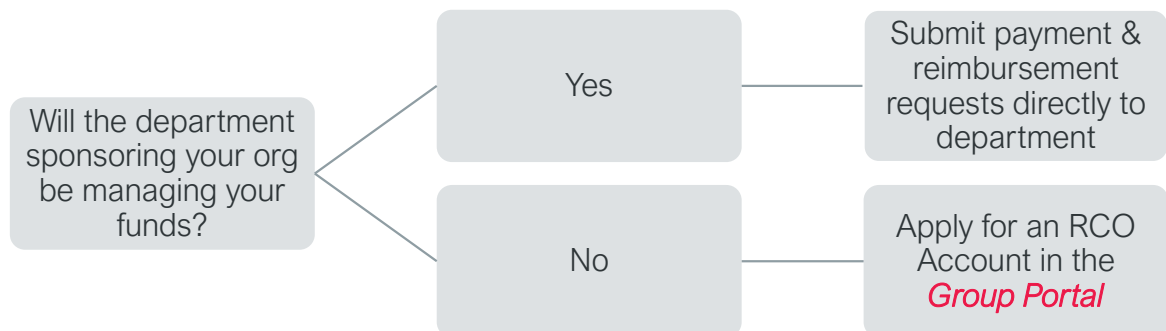 Will the department
sponsoring your org
be managing your
funds?
Yes
Submit payment &
reimbursement
requests directly to
department
No
Apply for an RCO
Account in the
Group Portal